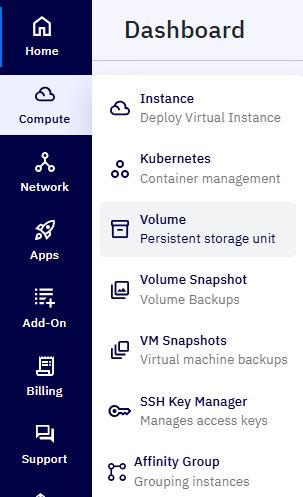 Home
Compute
Network
Apps
Add-On
Billing
Support
Dashboard
Instance
Deploy Virtual Instance
Kubernetes
Container management
Volume
Persistent storage unit
Volume Snapshot
Volume Backups
VM Snapshots
Virtual machine backups
SSH Key Manager
Manages access keys
Affinity Group
Grouping instances